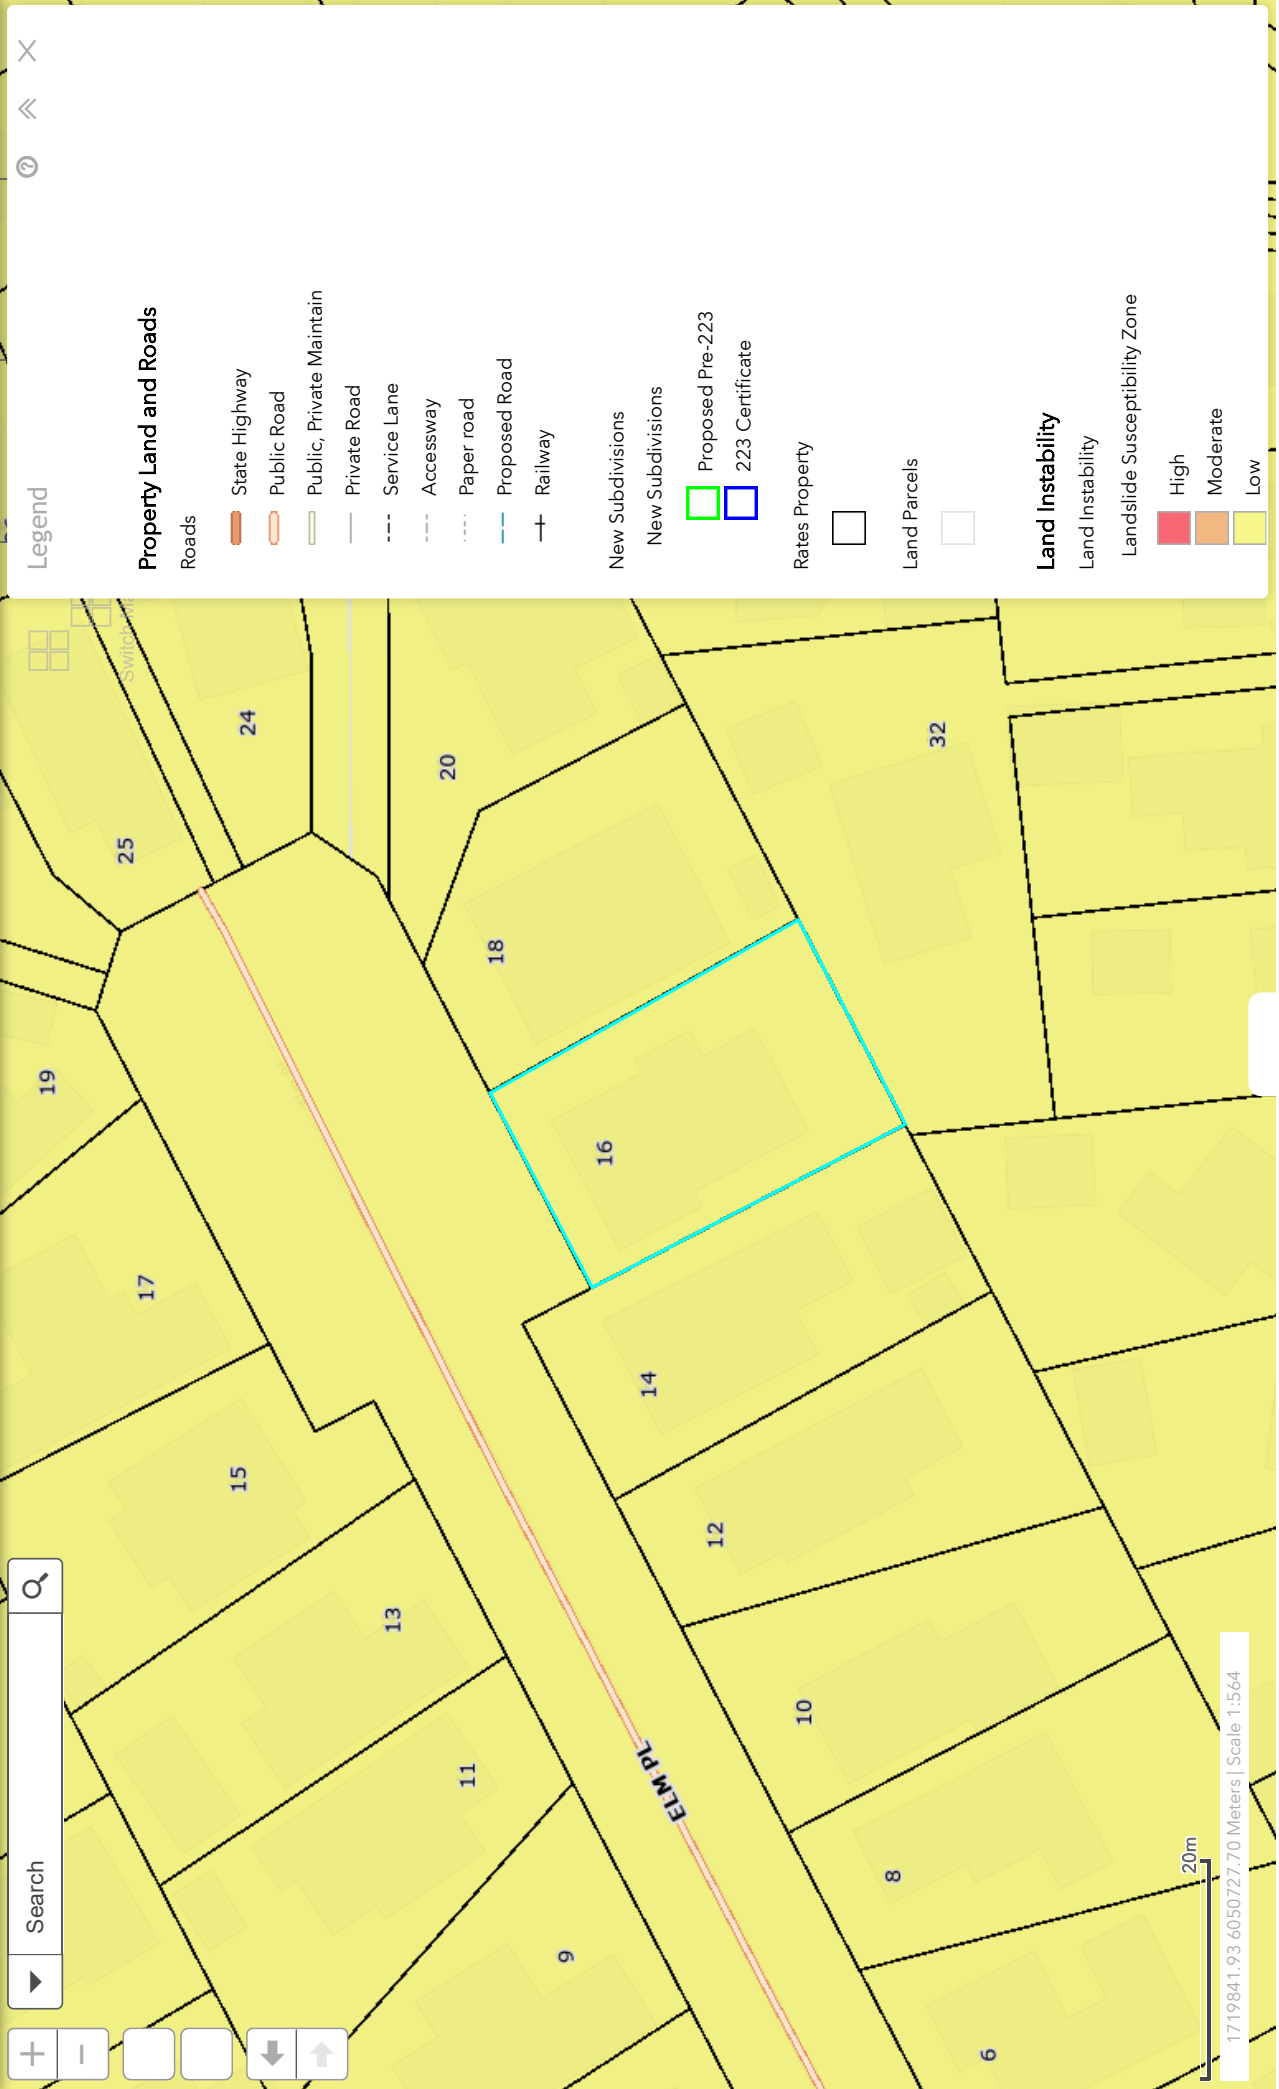 Search
Legend
Property Land and Roads
Roads
State Highway
Public Road
Public, Private Maintain
Private Road
Service Lane
Accessway
Paper road
Proposed Road
Railway
New Subdivisions
New Subdivisions
Proposed Pre-223
223 Certificate
Rates Property
Land Parcels
Land Instability
Land Instability
Landslide Susceptibility Zone
High
Moderate
Low
25
24
20
18
32
19
17
16
15
14
13
12
11
10
9
8
6
ELM PL
20m
1719841.93 6050727.70 Meters | Scale 1:564